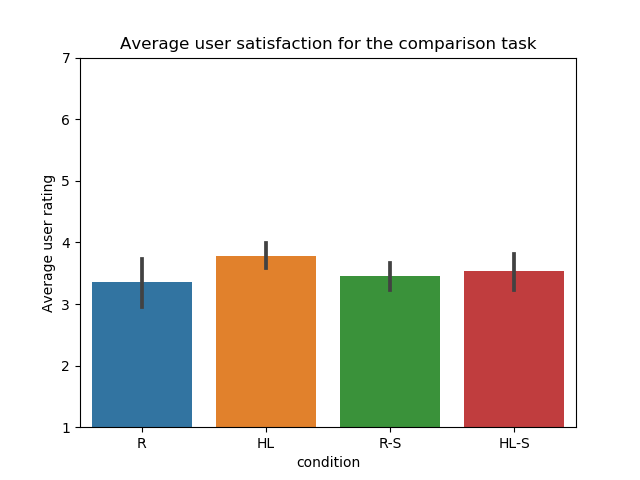 Average user satisfaction for the comparison task
Average user rating
7
6
5
4
3
2
1
R HL R-S HL-S
condition